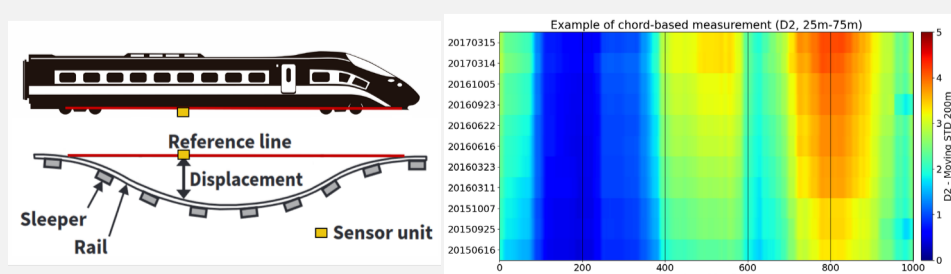 Reference line
Displacement
Sleeper
Rail
Sensor unit
Example of chord-based measurement (D2, 25m-75m)
20170315
20170314
20161005
20160923
20160622
20160616
20160323
20160311
20151007
20150925
20150616
0 200 400 600 800 1000
5
4
3
2
1
0
D2 - Moving STD 200m